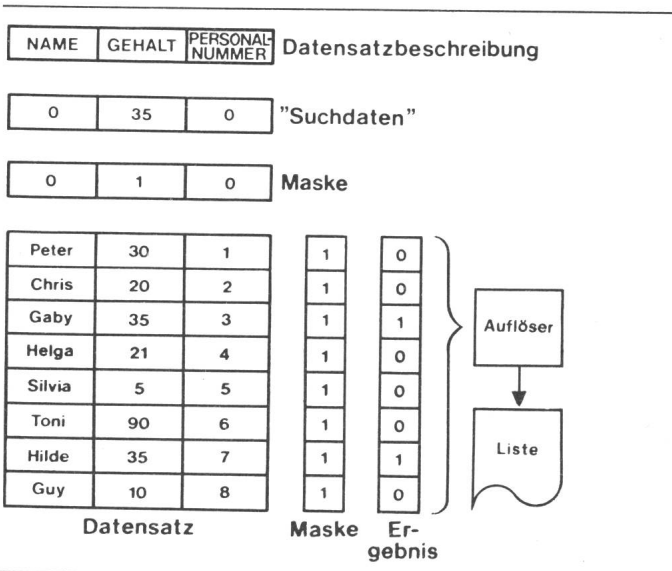 NAME GEHALT PERSONAL-NUMMER Datensatzbeschreibung
0 35 0 "Suchdaten"
0 1 0 Maske
Peter 30 1 1 0
Chris 20 2 1 0
Gaby 35 3 1 1
Helga 21 4 1 0
Silvia 5 5 1 0
Toni 90 6 1 0
Hilde 35 7 1 1
Guy 10 8 1 0
Auflöser
Liste
Datensatz Maske Er-
gebnis